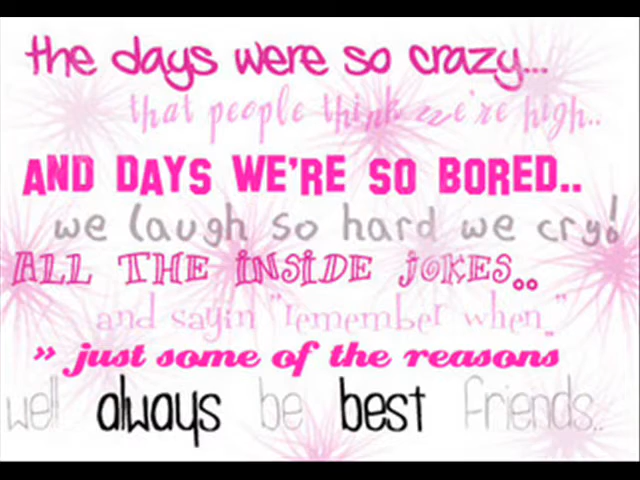 the days were so crazy...
that people think we're high..
AND DAYS WE'RE SO BORED..
we laugh so hard we cry!
ALL THE INSIDE JOKES..
and sayin "remember when.."
» just some of the reasons
well always be best friends..